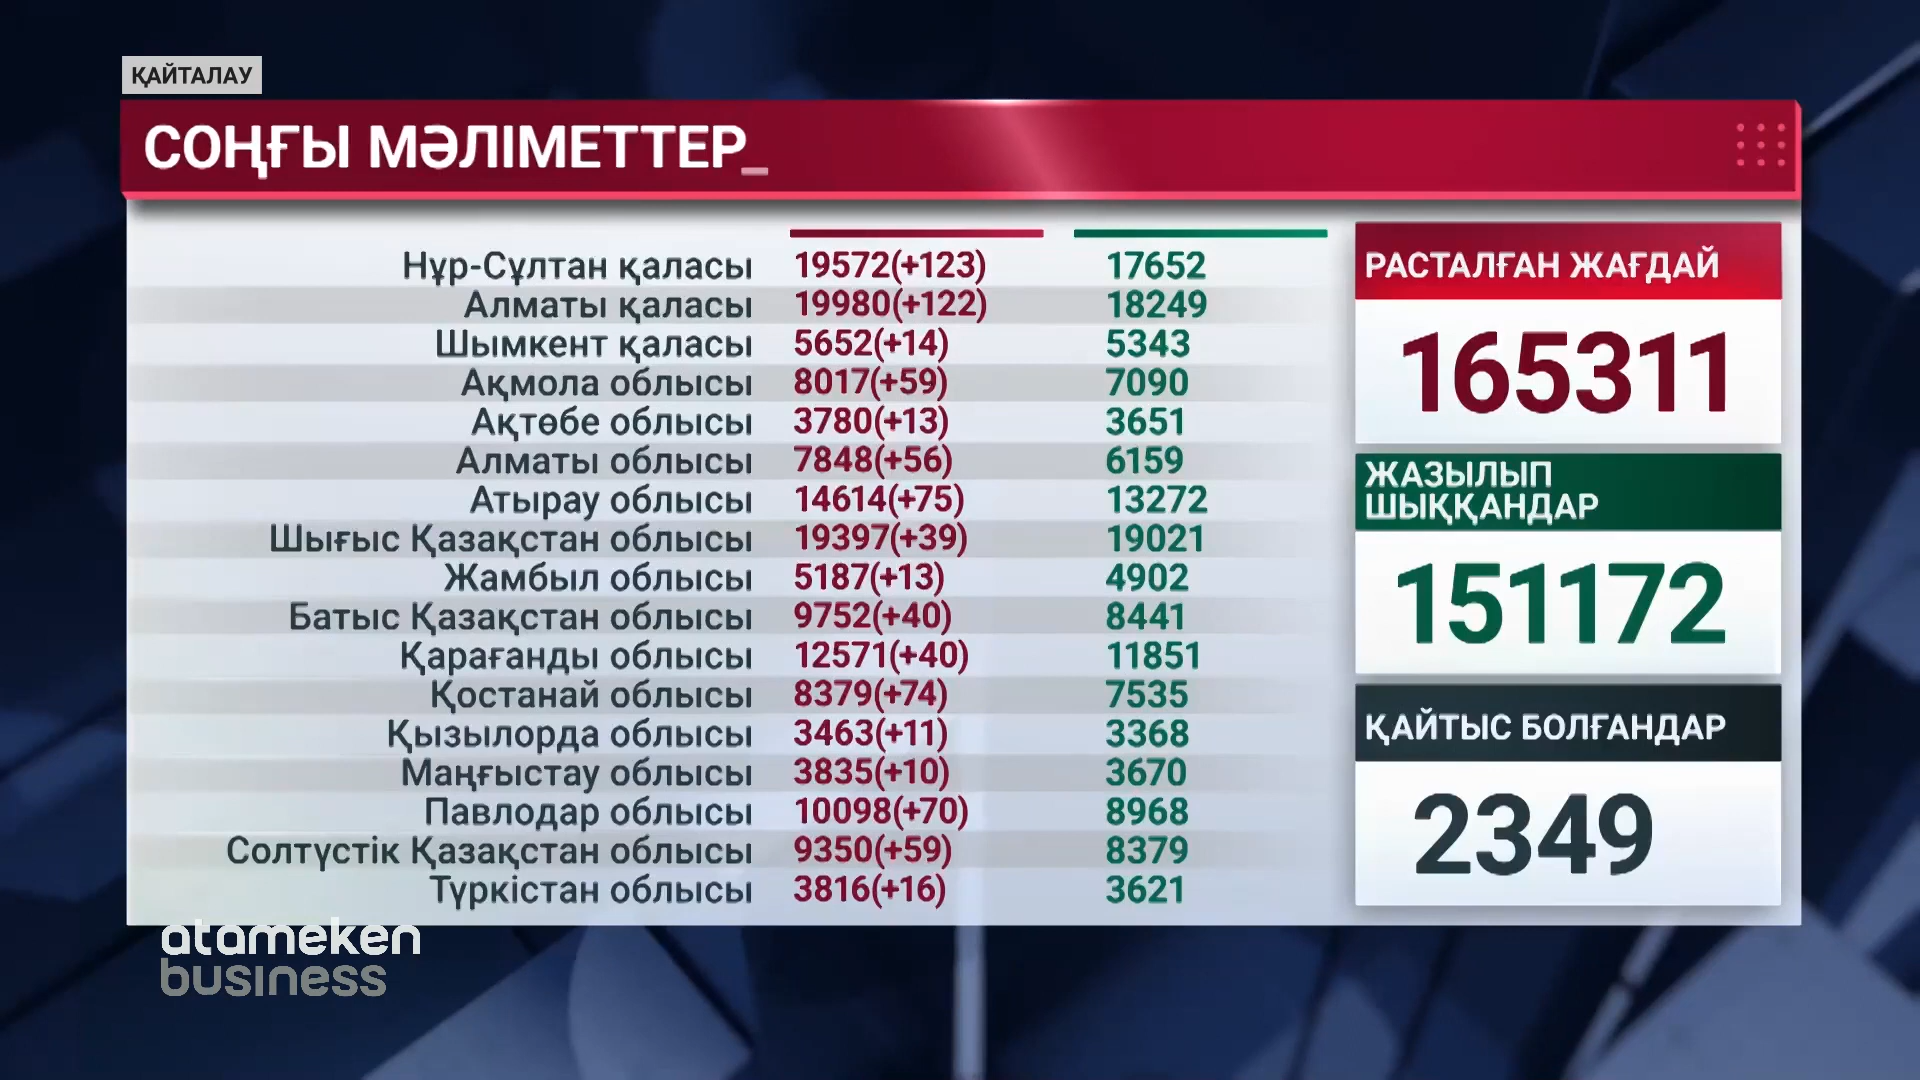 ҚАЙТАЛАУ
СОҢҒЫ МӘЛІМЕТТЕР_
Нұр-Сұлтан қаласы 19572(+123) 17652
Алматы қаласы 19980(+122) 18249
Шымкент қаласы 5652(+14) 5343
Ақмола облысы 8017(+59) 7090
Ақтөбе облысы 3780(+13) 3651
Алматы облысы 7848(+56) 6159
Атырау облысы 14614(+75) 13272
Шығыс Қазақстан облысы 19397(+39) 19021
Жамбыл облысы 5187(+13) 4902
Батыс Қазақстан облысы 9752(+40) 8441
Қарағанды облысы 12571(+40) 11851
Қостанай облысы 8379(+74) 7535
Қызылорда облысы 3463(+11) 3368
Маңғыстау облысы 3835(+10) 3670
Павлодар облысы 10098(+70) 8968
Солтүстік Қазақстан облысы 9350(+59) 8379
Түркістан облысы 3816(+16) 3621
РАСТАЛҒАН ЖАҒДАЙ
165311
ЖАЗЫЛЫП
ШЫҚҚАНДАР
151172
ҚАЙТЫС БОЛҒАНДАР
2349
atameken
business